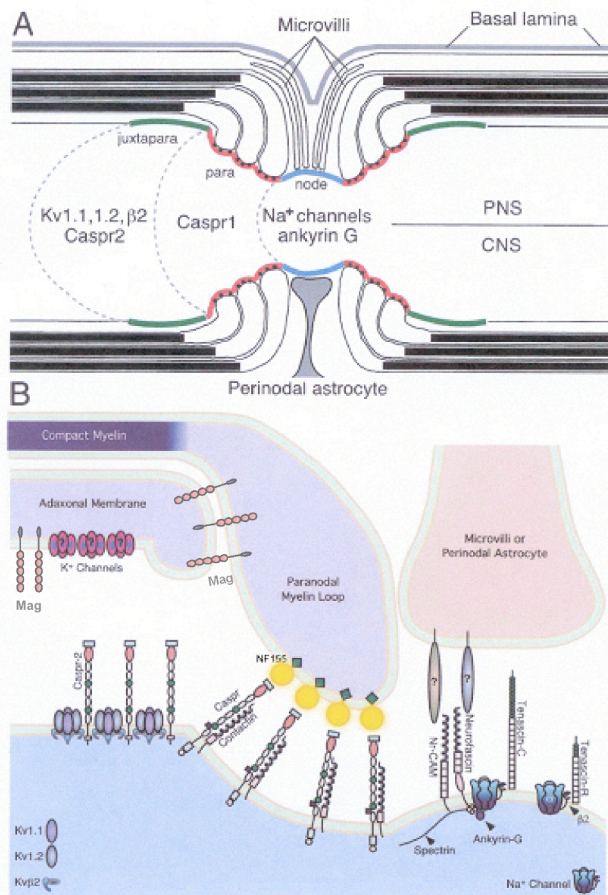 A
Microvilli
Basal lamina
juxtapara
para
node
Kv1.1,1.2,β2
Caspr2
Caspr1
Na+ channels
ankyrin G
PNS
CNS
Perinodal astrocyte
B
Compact Myelin
Adaxonal Membrane
K+ Channels
Mag
Mag
Paranodal
Myelin Loop
Microvilli or
Perinodal Astrocyte
NF155
Caspr-2
Caspr
Contactin
?
?
Nr-CAM
Neurofascin
Tenascin-C
Tenascin-R
β2
Ankyrin-G
Spectrin
Kv1.1
Kv1.2
Kvβ2
Na+ Channel